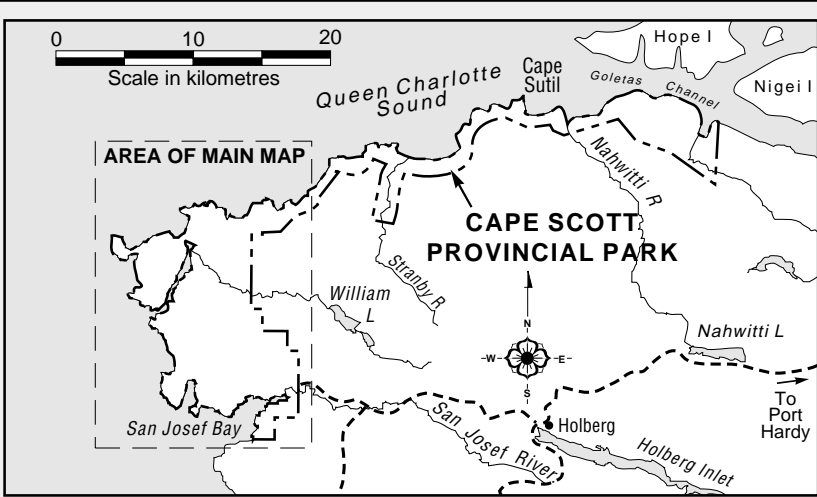 0 10 20
Scale in kilometres
Queen Charlotte
Sound
Cape
Sutil
Hope I
Goletas Channel
Nigei I
AREA OF MAIN MAP
Nahwitti R
CAPE SCOTT
PROVINCIAL PARK
Stranby R
William
L
N
W E
S
Nahwitti L
To
Port
Hardy
San Josef Bay
San Josef River
Holberg
Holberg Inlet